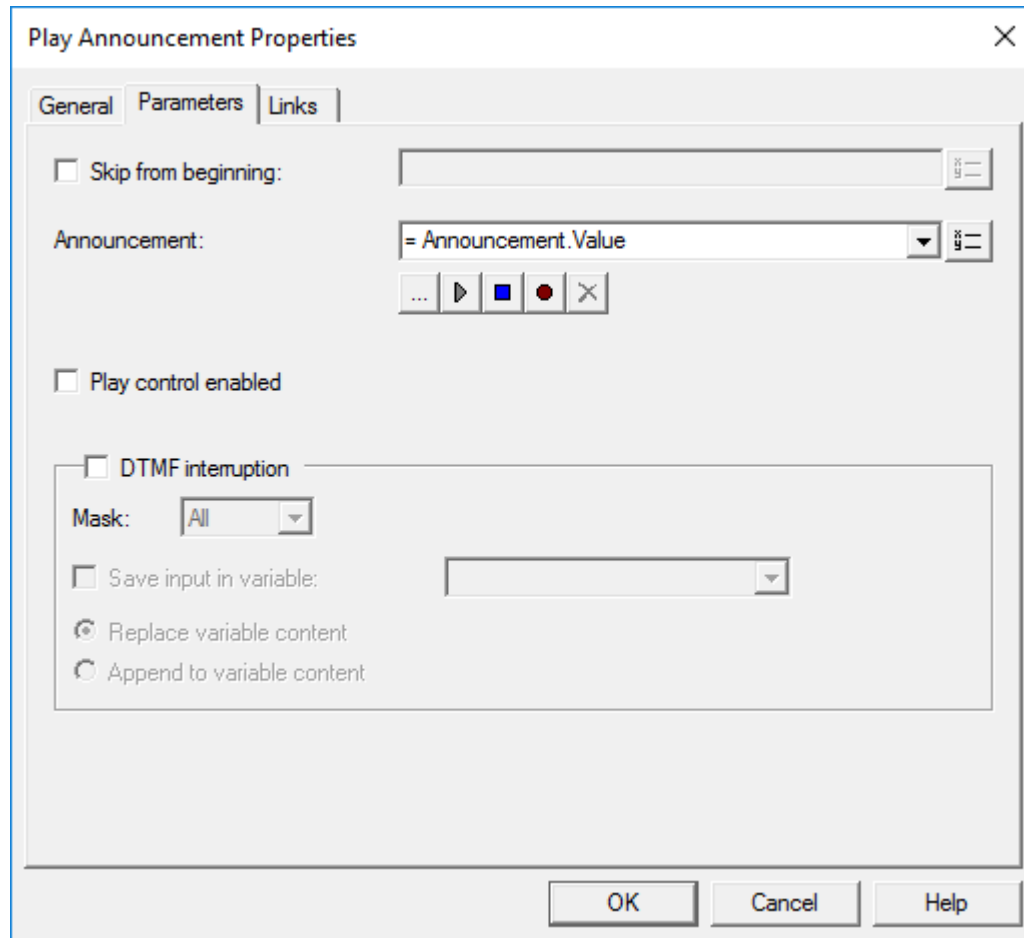 Play Announcement Properties
General Parameters Links
Skip from beginning:
Announcement: = Announcement.Value
...
Play control enabled
DTMF interruption
Mask: All
Save input in variable:
Replace variable content
Append to variable content
OK Cancel Help